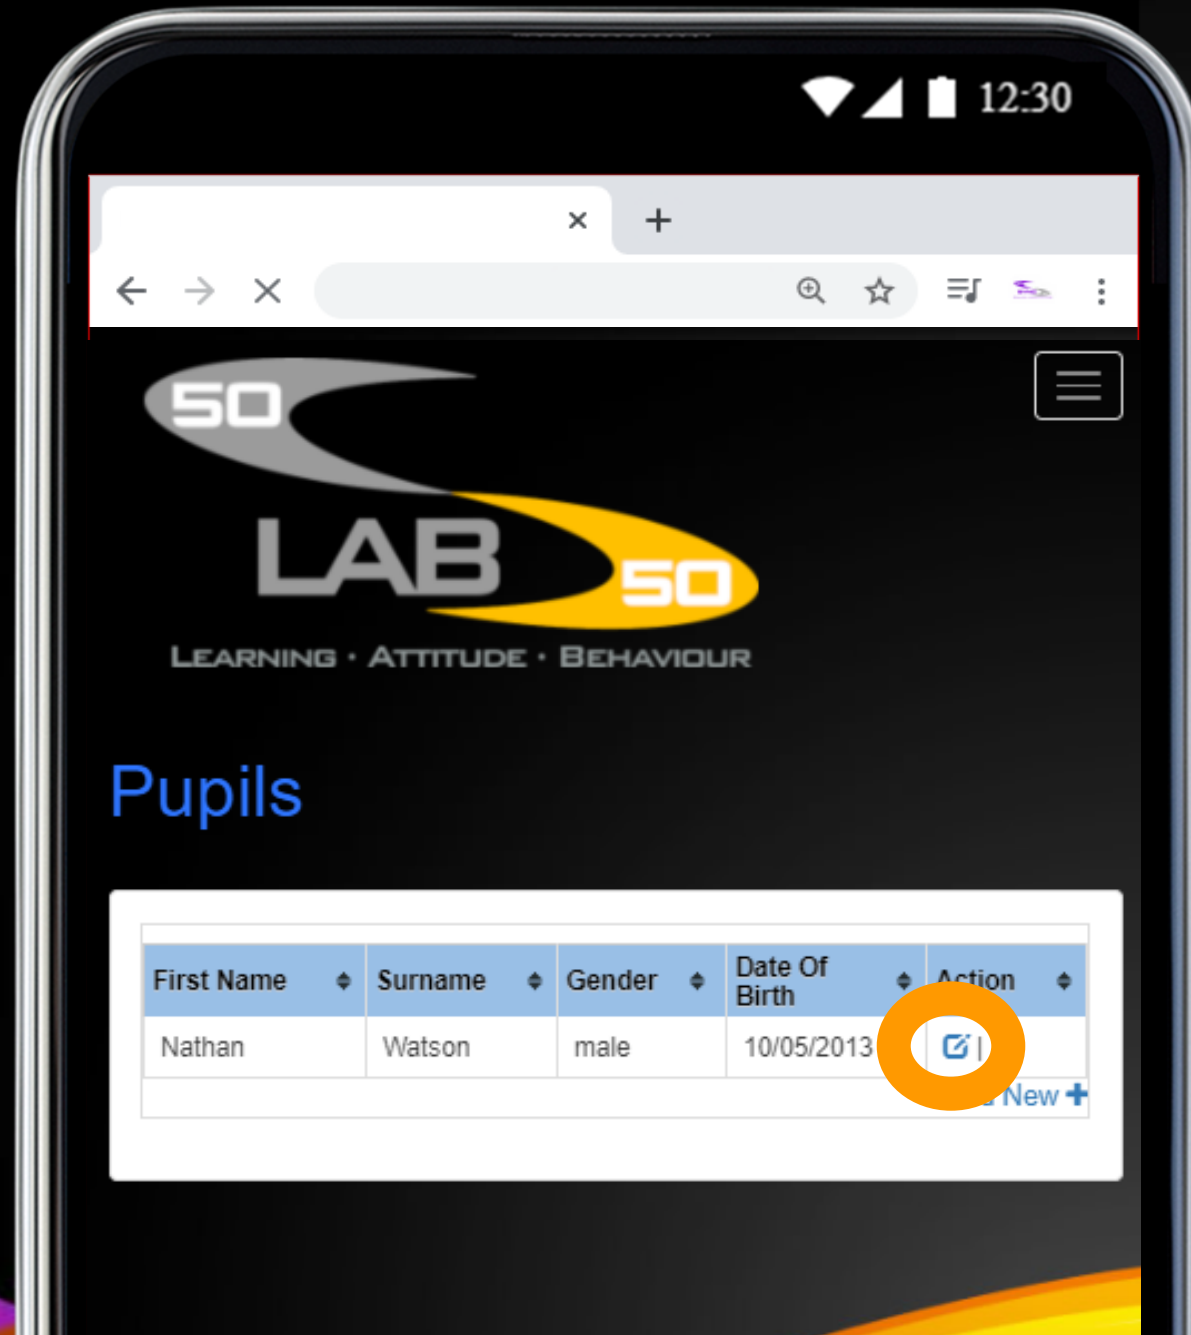 12:30
50
LAB
50
LEARNING · ATTITUDE · BEHAVIOUR
Pupils
First Name Surname Gender Date Of Birth Action
Nathan Watson male 10/05/2013 |
New